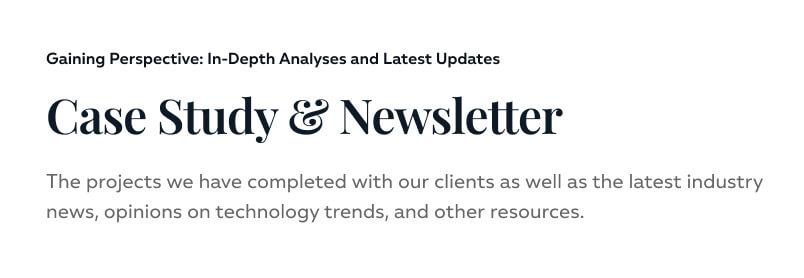 Gaining Perspective: In-Depth Analyses and Latest Updates
Case Study & Newsletter
The projects we have completed with our clients as well as the latest industry
news, opinions on technology trends, and other resources.